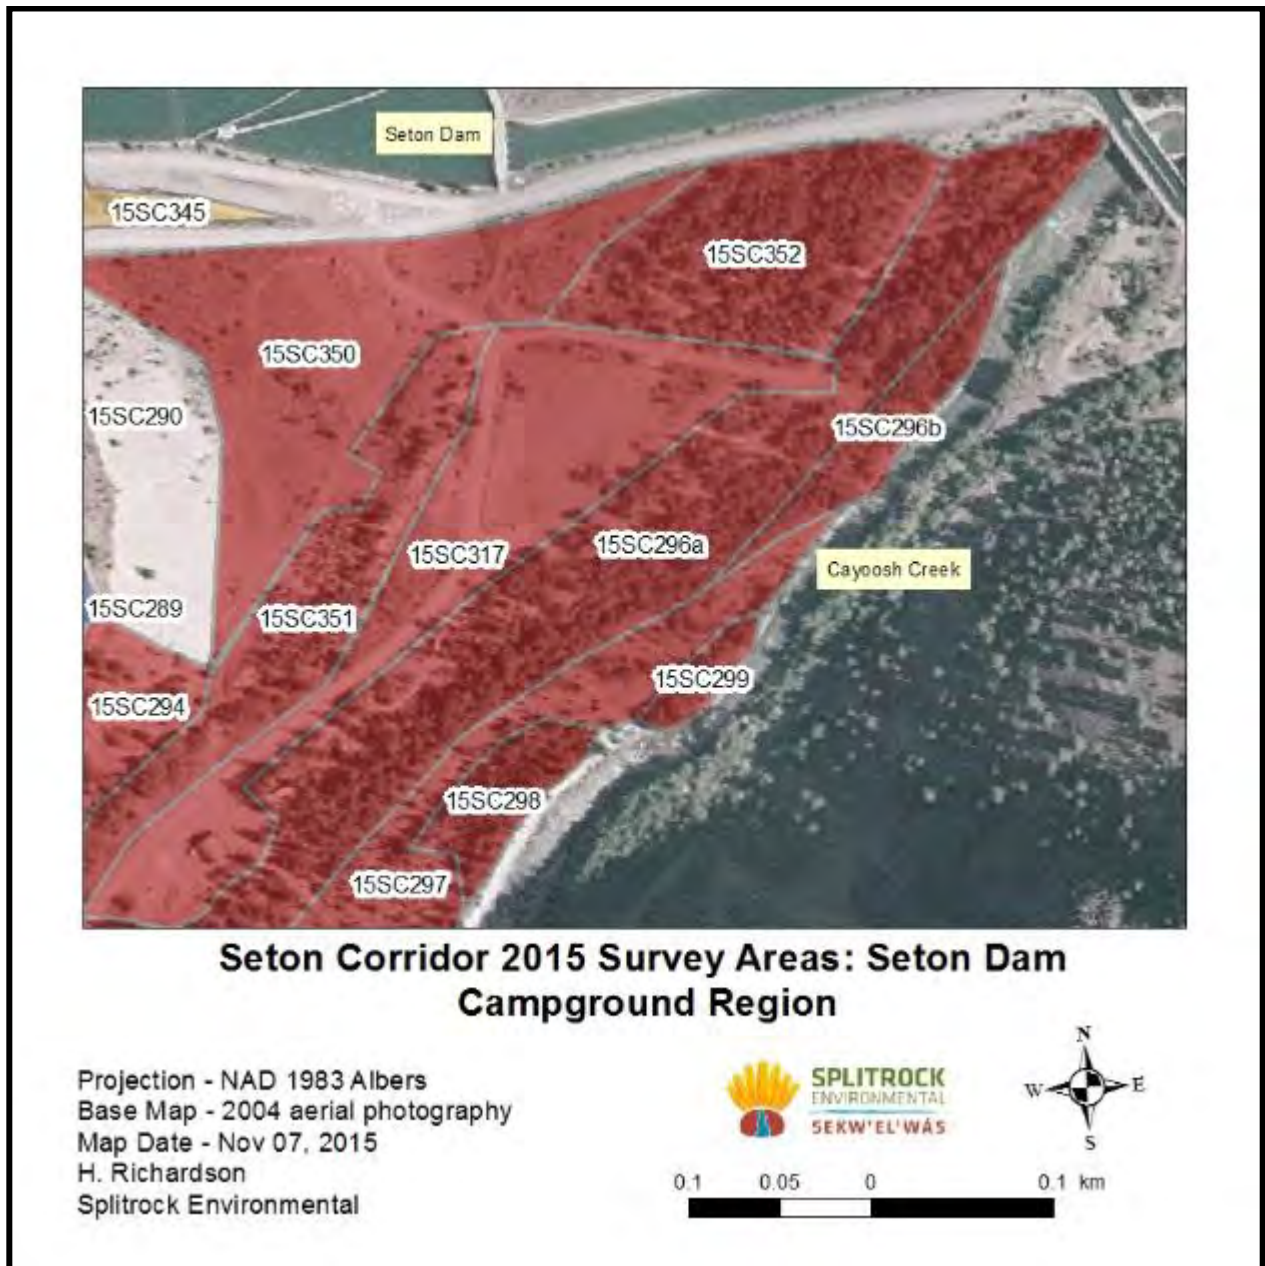 Seton Dam
15SC345
15SC352
15SC350
15SC290
15SC296b
15SC317
15SC296a
Cayoosh Creek
15SC289
15SC351
15SC299
15SC294
15SC298
15SC297
Seton Corridor 2015 Survey Areas: Seton Dam
Campground Region
Projection - NAD 1983 Albers
Base Map - 2004 aerial photography
Map Date - Nov 07, 2015
H. Richardson
Splitrock Environmental
SPLITROCK
ENVIRONMENTAL
SEKW'EL'WÁS
N
W E
S
0.1 0.05 0 0.1 km